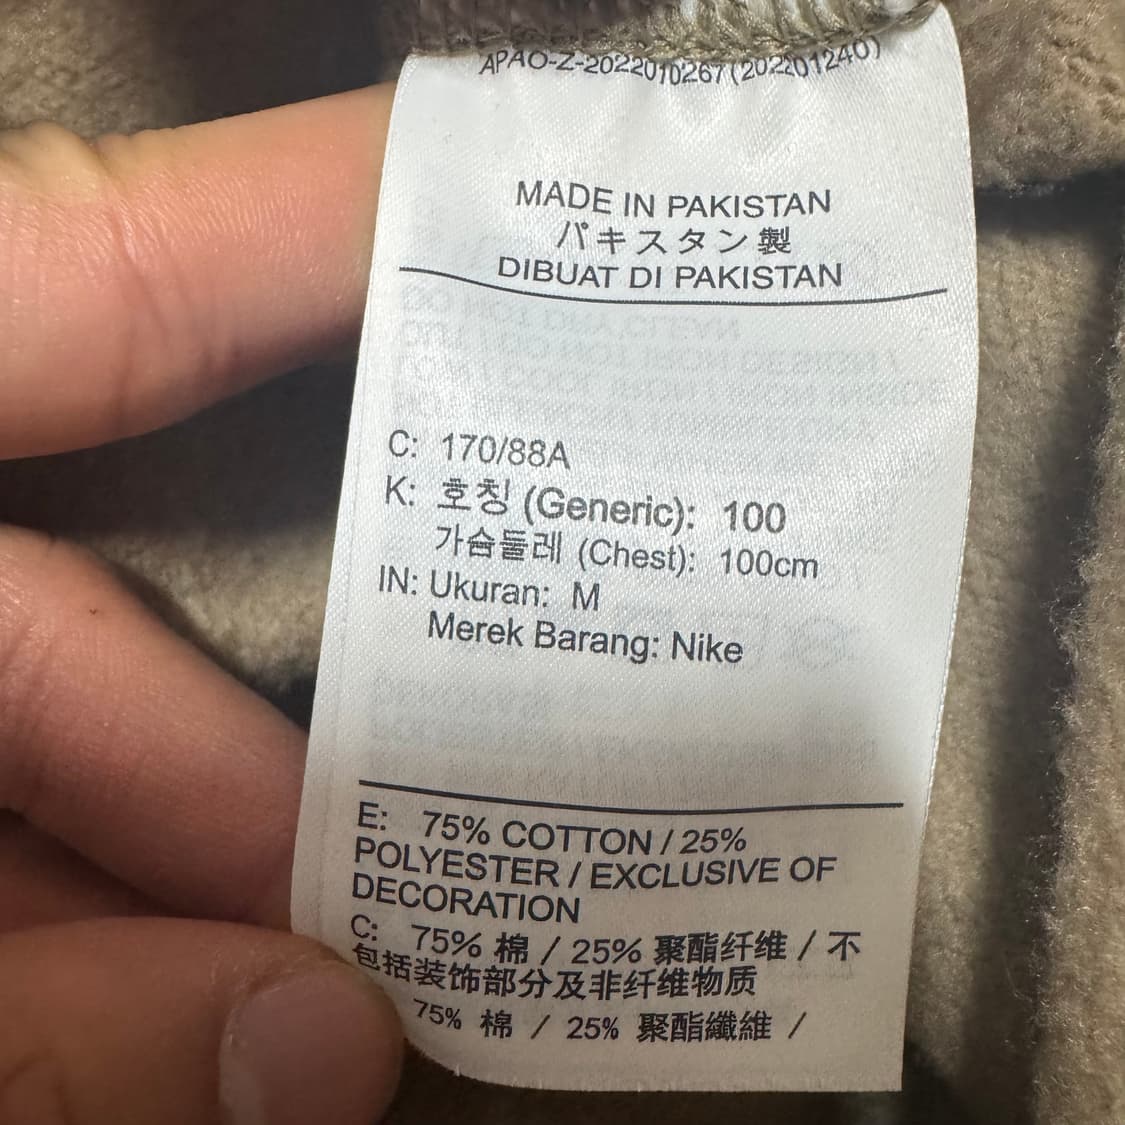 APAO-Z-2022010267(202201240)
MADE IN PAKISTAN
パキスタン製
DIBUAT DI PAKISTAN
C: 170/88A
K: 호칭 (Generic): 100
가슴둘레 (Chest): 100cm
IN: Ukuran: M
Merek Barang: Nike
E: 75% COTTON / 25%
POLYESTER / EXCLUSIVE OF
DECORATION
C: 75% 棉 / 25% 聚酯纤维 / 不
包括装饰部分及非纤维物质
75% 棉 / 25% 聚酯纖維 /